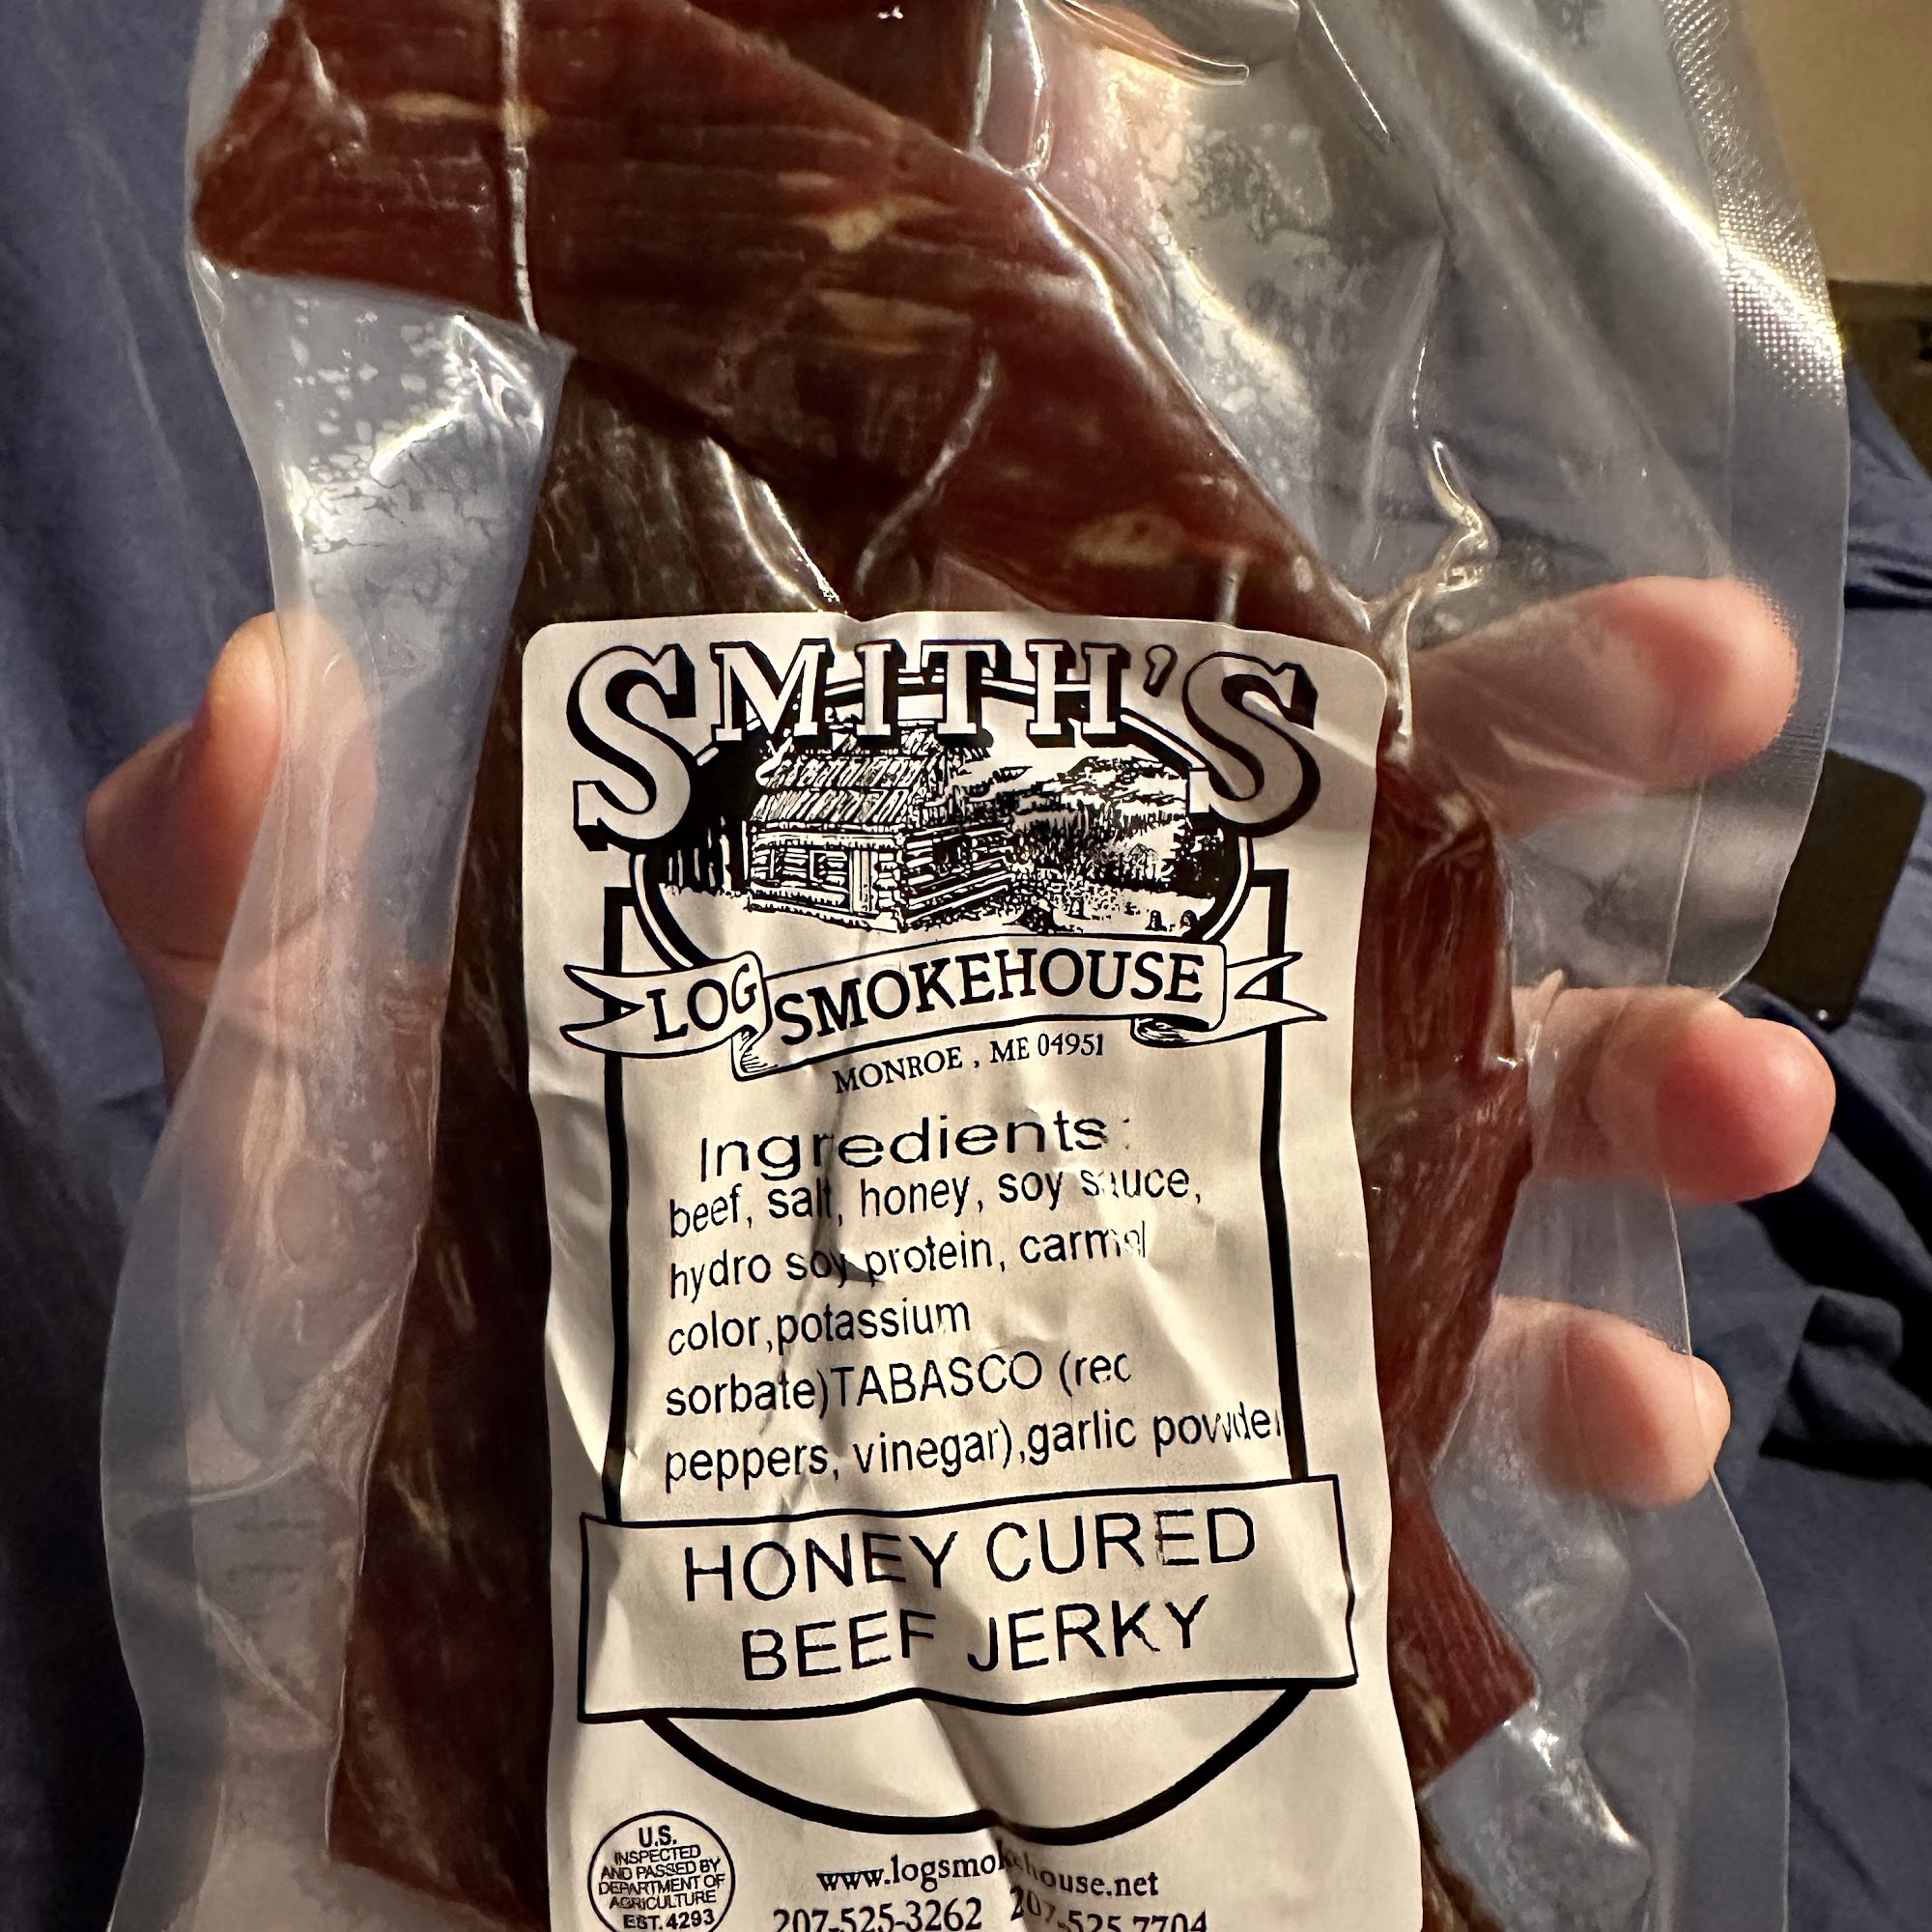 SMITH'S
LOG SMOKEHOUSE
MONROE , ME 04951
Ingredients :
beef, salt, honey, soy sauce,
hydro soy protein, carmel
color,potassium
sorbate)TABASCO (red
peppers, vinegar),garlic powder
HONEY CURED
BEEF JERKY
U.S.
INSPECTED
AND PASSED BY
DEPARTMENT OF
AGRICULTURE
EST. 4293
www.logsmokehouse.net
207-525-3262 207-525-7704